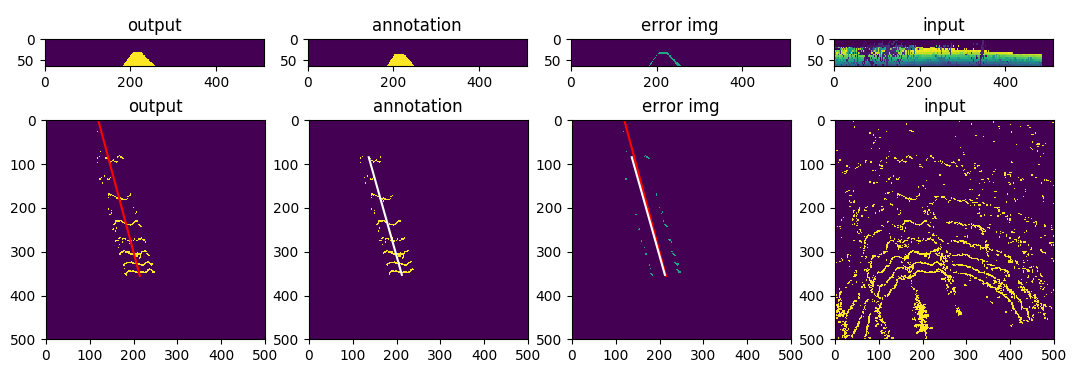 output annotation error img input
0 0 0 0
50 50 50 50
0 200 400 0 200 400 0 200 400 0 200 400
output annotation error img input
0 0 0 0
100 100 100 100
200 200 200 200
300 300 300 300
400 400 400 400
500 500 500 500
0 100 200 300 400 500 0 100 200 300 400 500 0 100 200 300 400 500 0 100 200 300 400 500